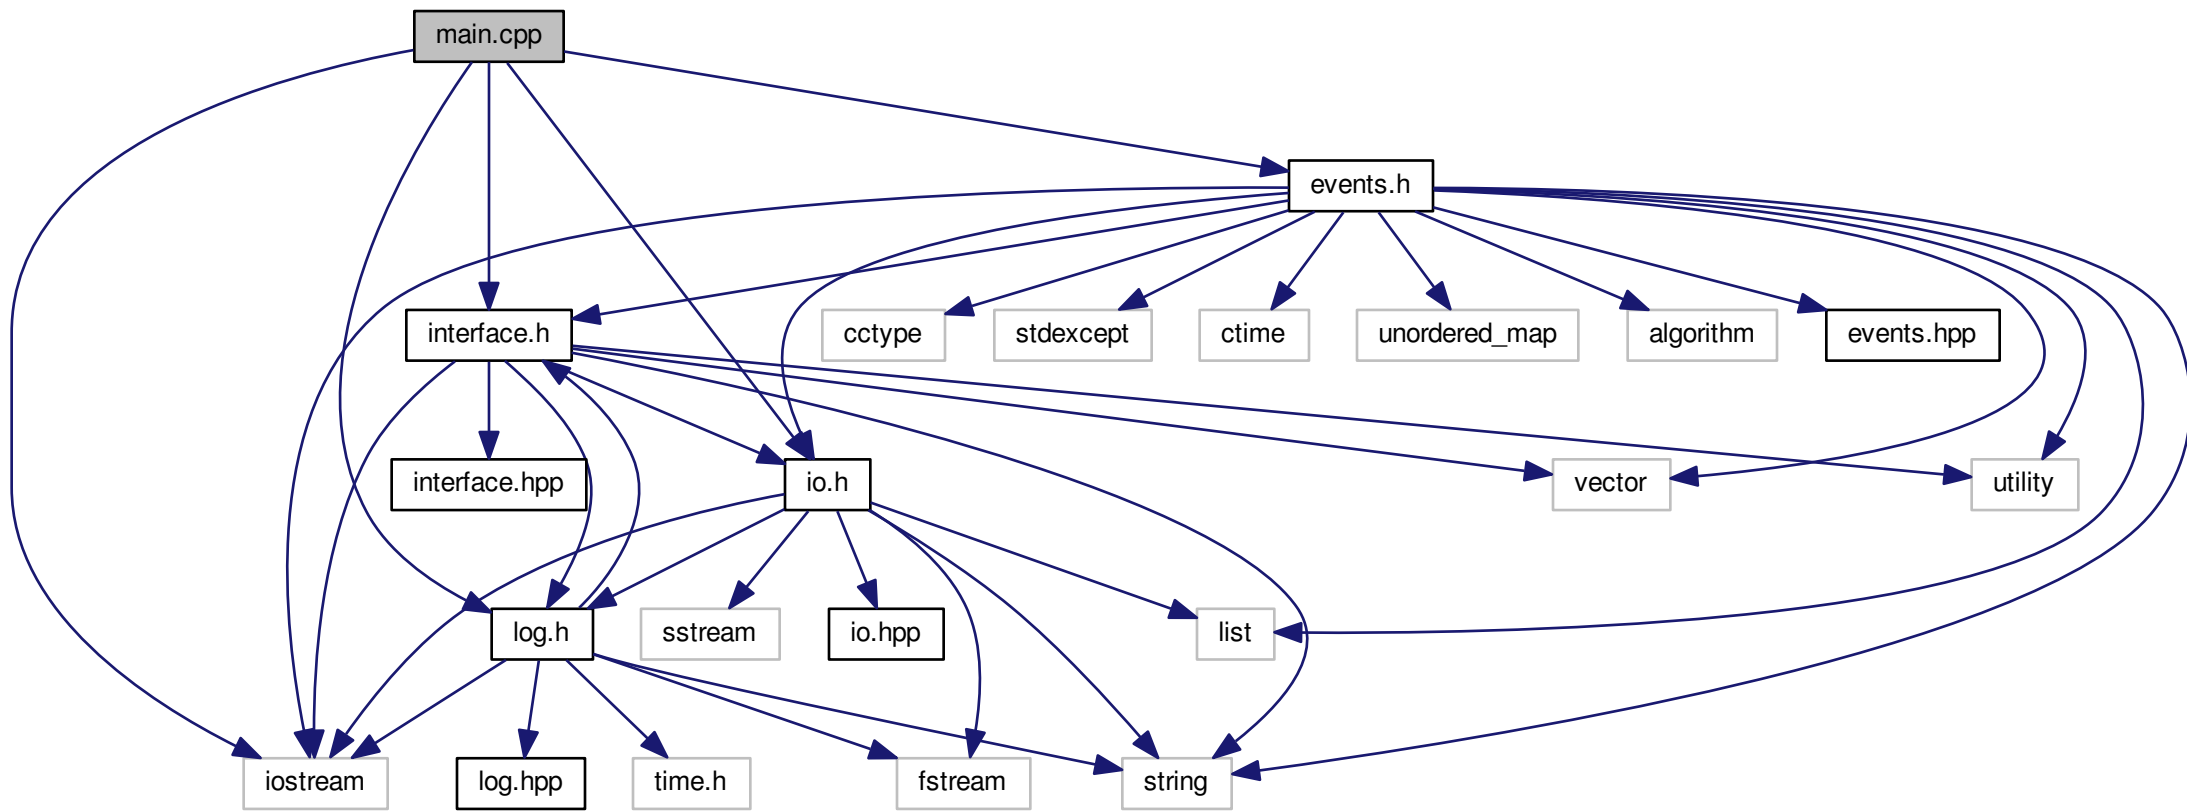 main.cpp
events.h
interface.h
cctype
stdexcept
ctime
unordered_map
algorithm
events.hpp
interface.hpp
io.h
vector
utility
log.h
sstream
io.hpp
list
iostream
log.hpp
time.h
fstream
string